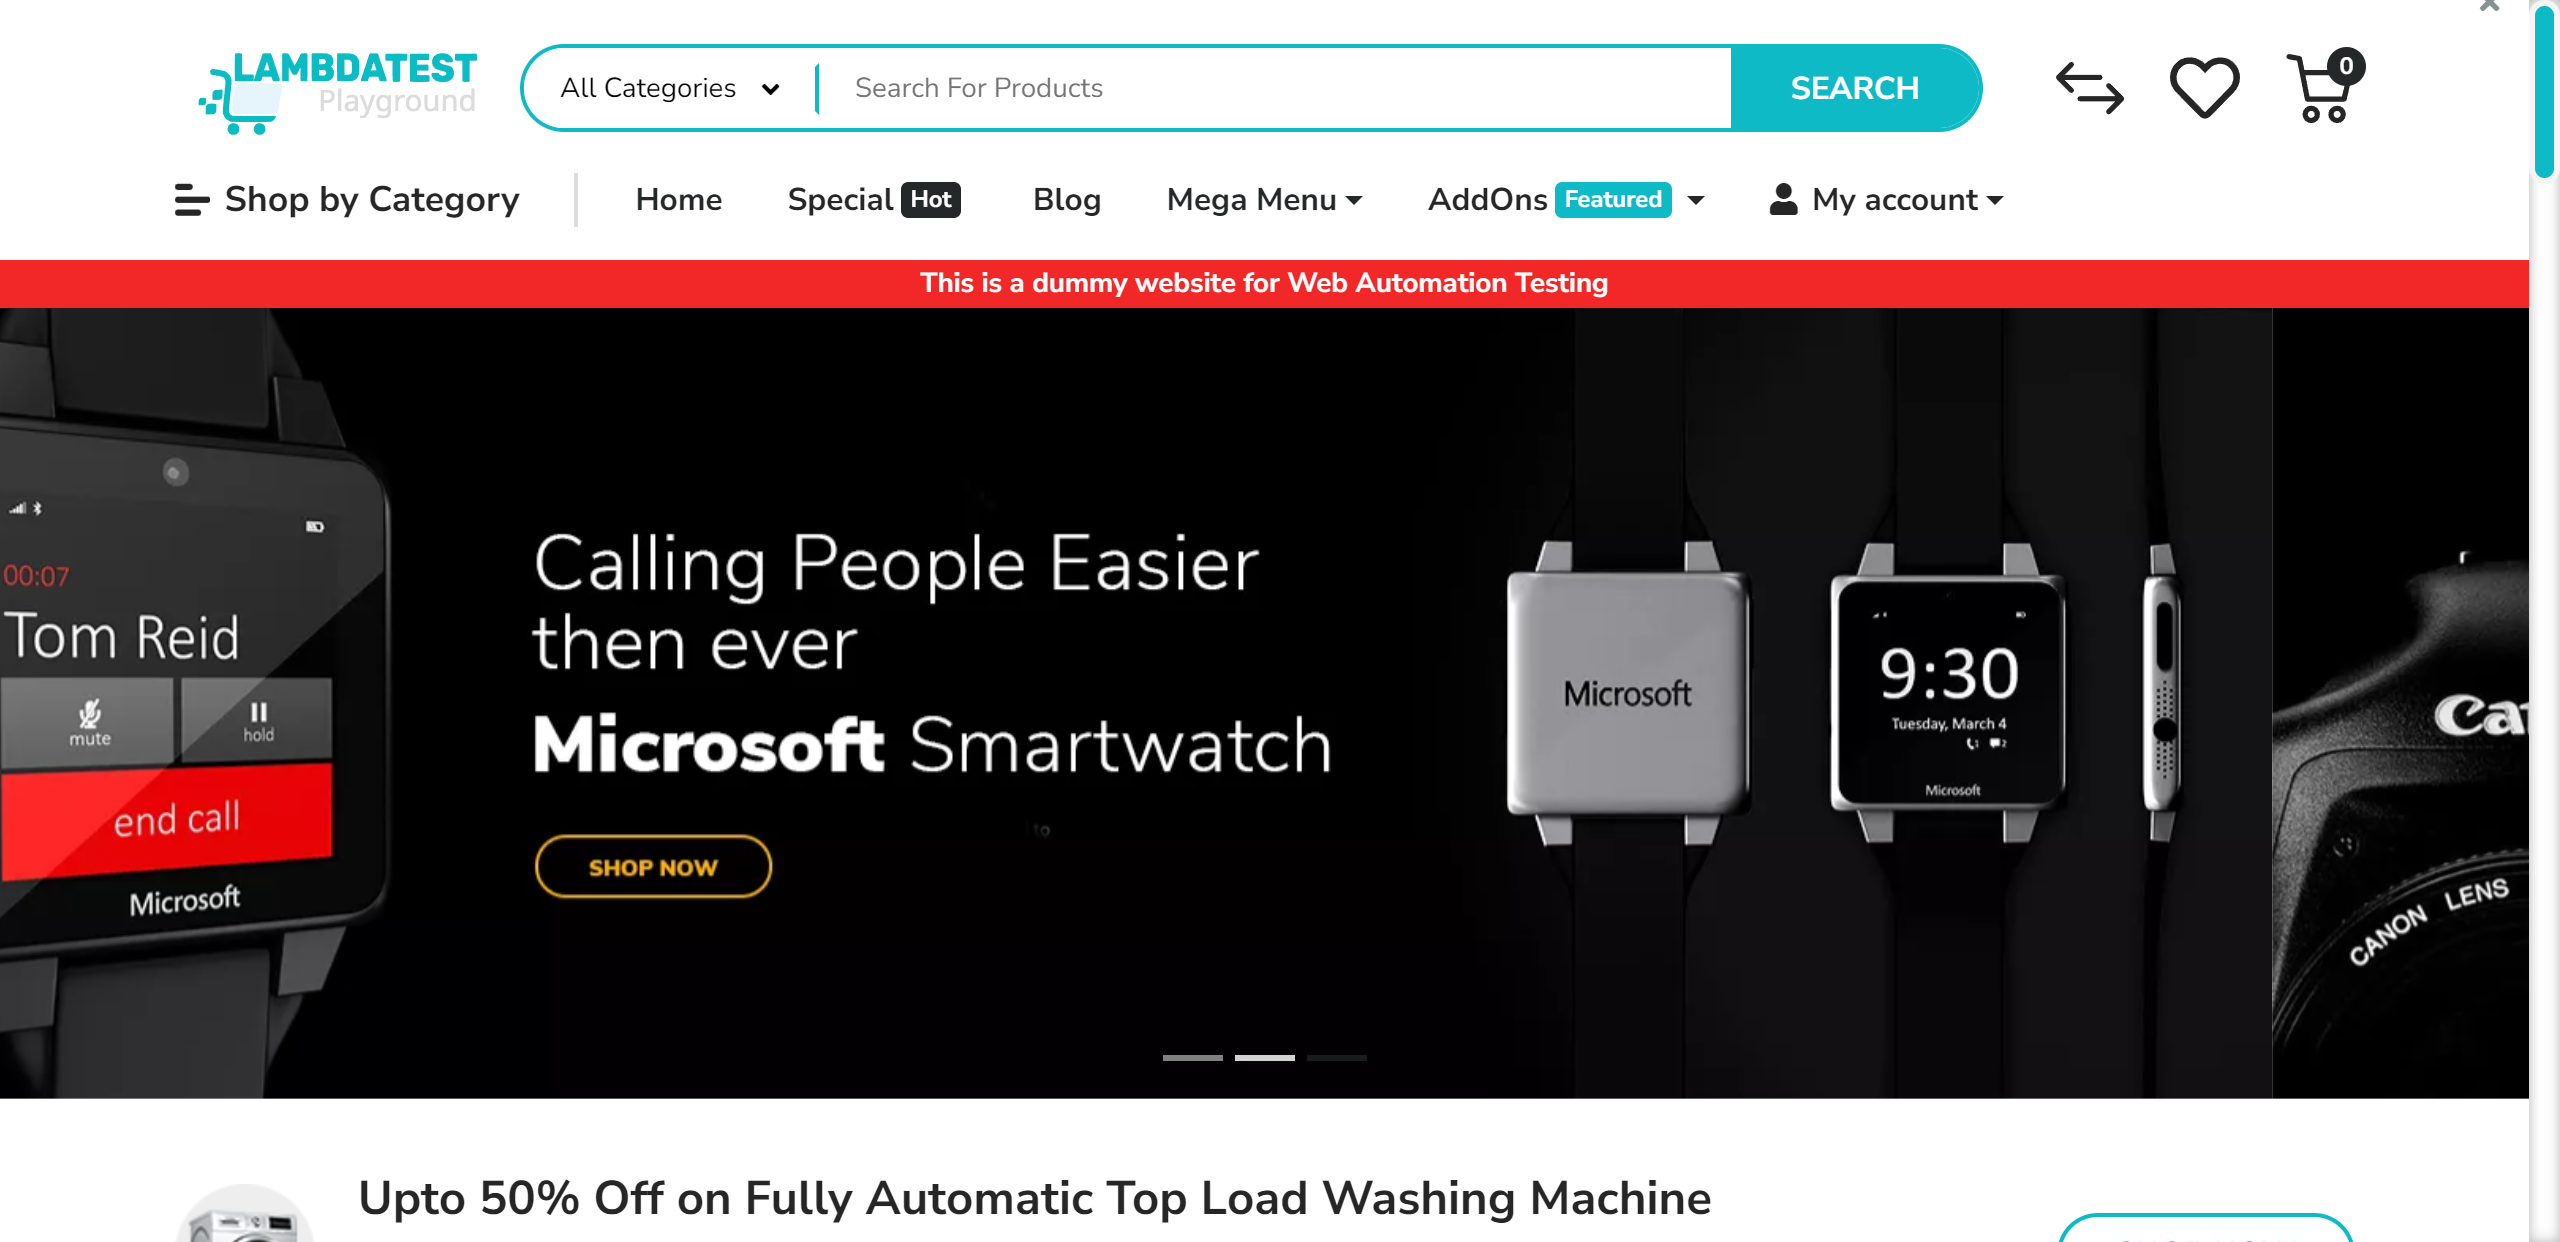 LAMBDATEST
Playground
All Categories
Search For Products
SEARCH
0
Shop by Category
Home
Special Hot
Blog
Mega Menu
AddOns Featured
My account
This is a dummy website for Web Automation Testing
00:07
Tom Reid
mute
hold
end call
Microsoft
Calling People Easier
then ever
Microsoft Smartwatch
SHOP NOW
Microsoft
9:30
Tuesday, March 4
Microsoft
CANON LENS
Upto 50% Off on Fully Automatic Top Load Washing Machine